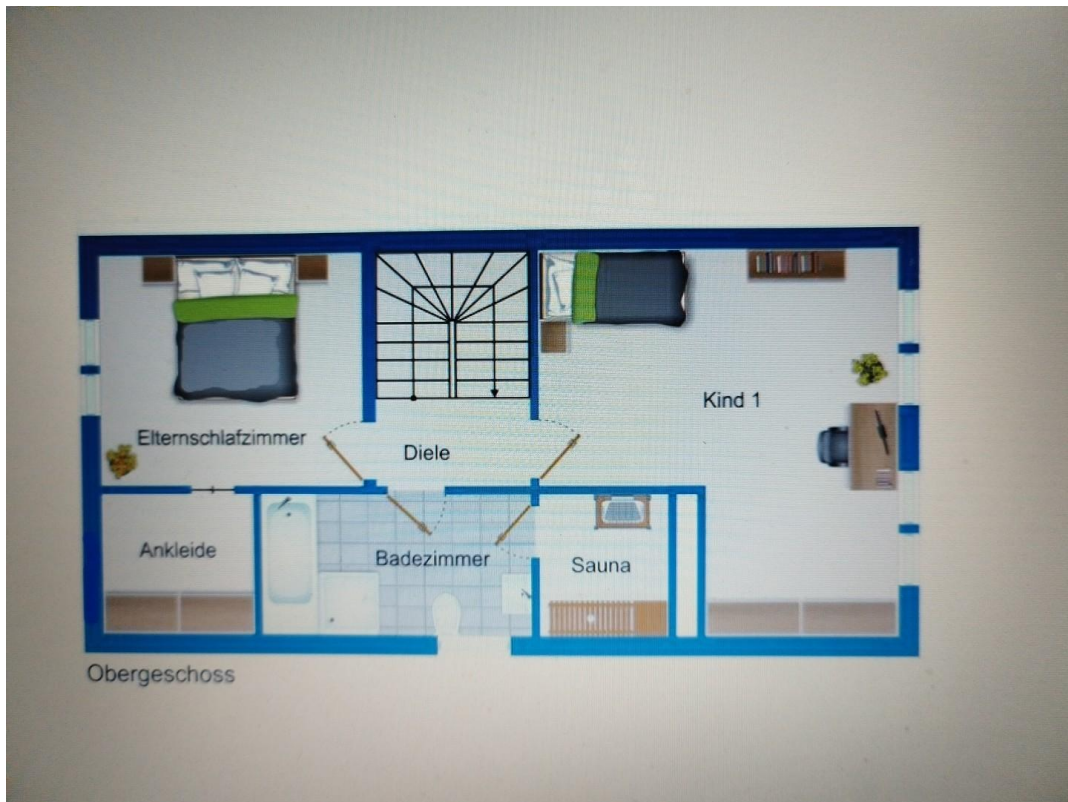 Kind 1
Elternschlafzimmer
Diele
Ankleide
Badezimmer
Sauna
Obergeschoss